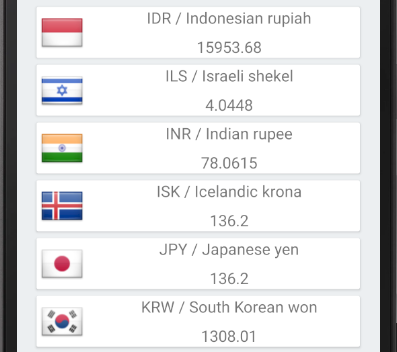 IDR / Indonesian rupiah
15953.68
ILS / Israeli shekel
4.0448
INR / Indian rupee
78.0615
ISK / Icelandic krona
136.2
JPY / Japanese yen
136.2
KRW / South Korean won
1308.01